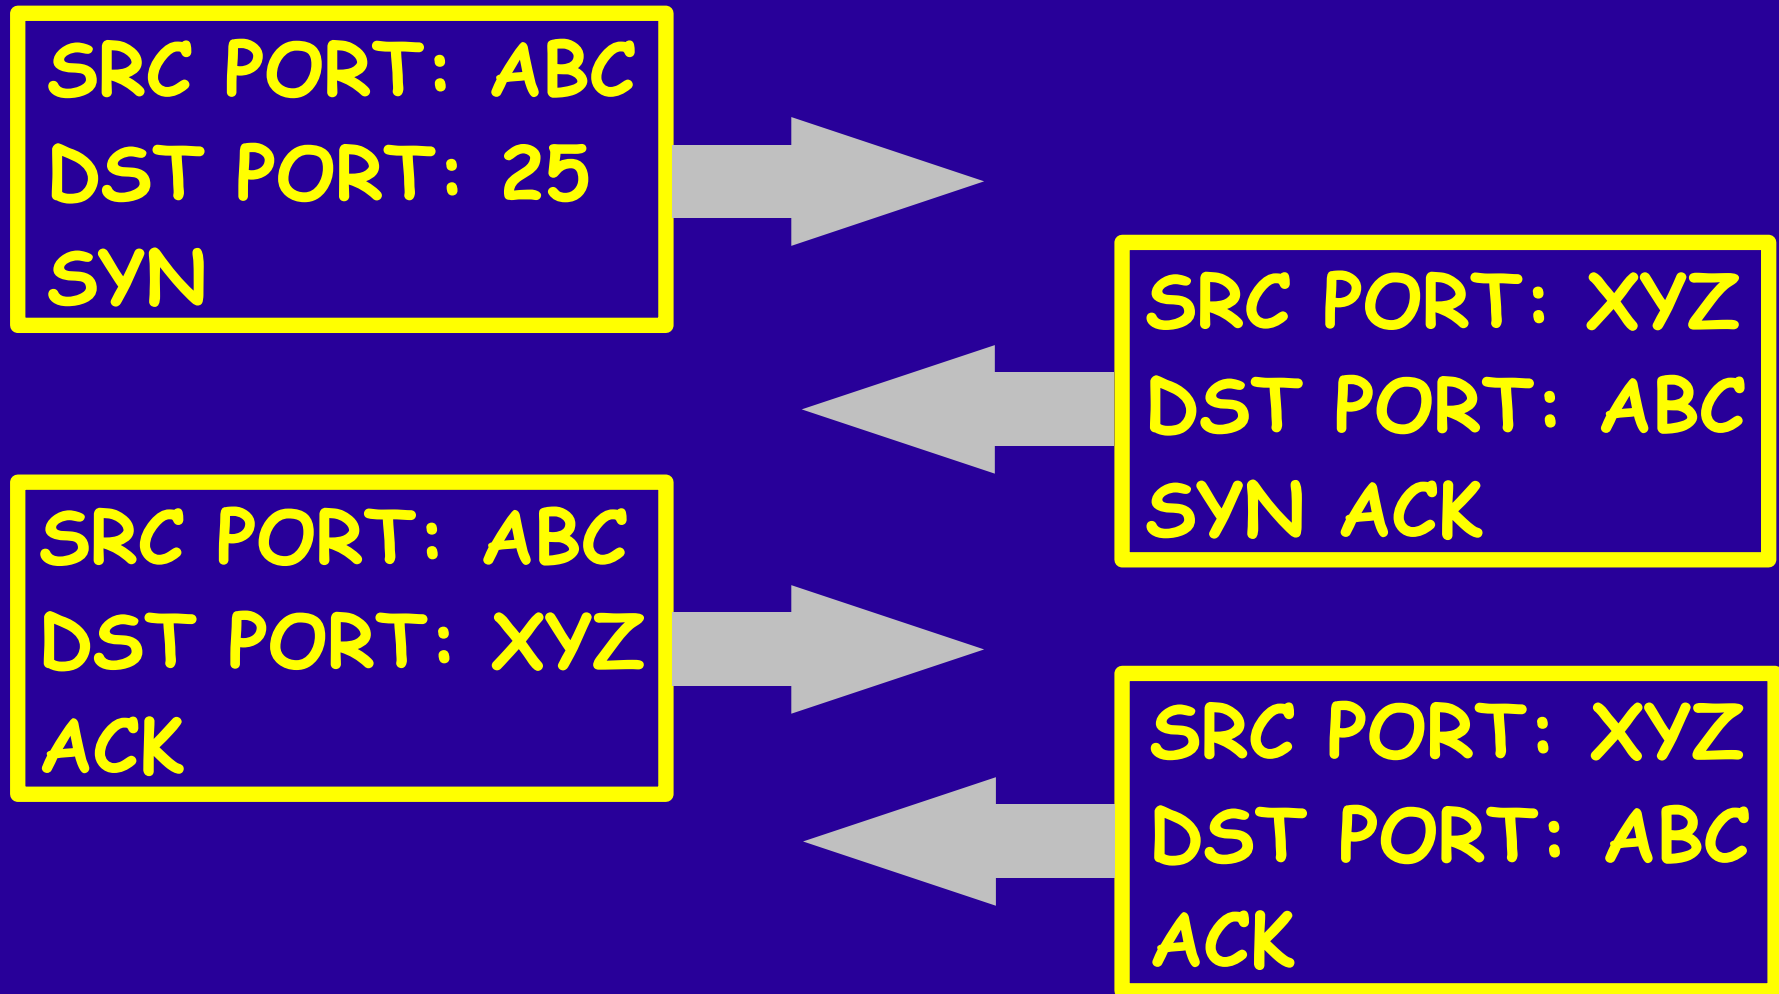 SRC PORT: ABC
DST PORT: 25
SYN
SRC PORT: XYZ
DST PORT: ABC
SYN ACK
SRC PORT: ABC
DST PORT: XYZ
ACK
SRC PORT: XYZ
DST PORT: ABC
ACK